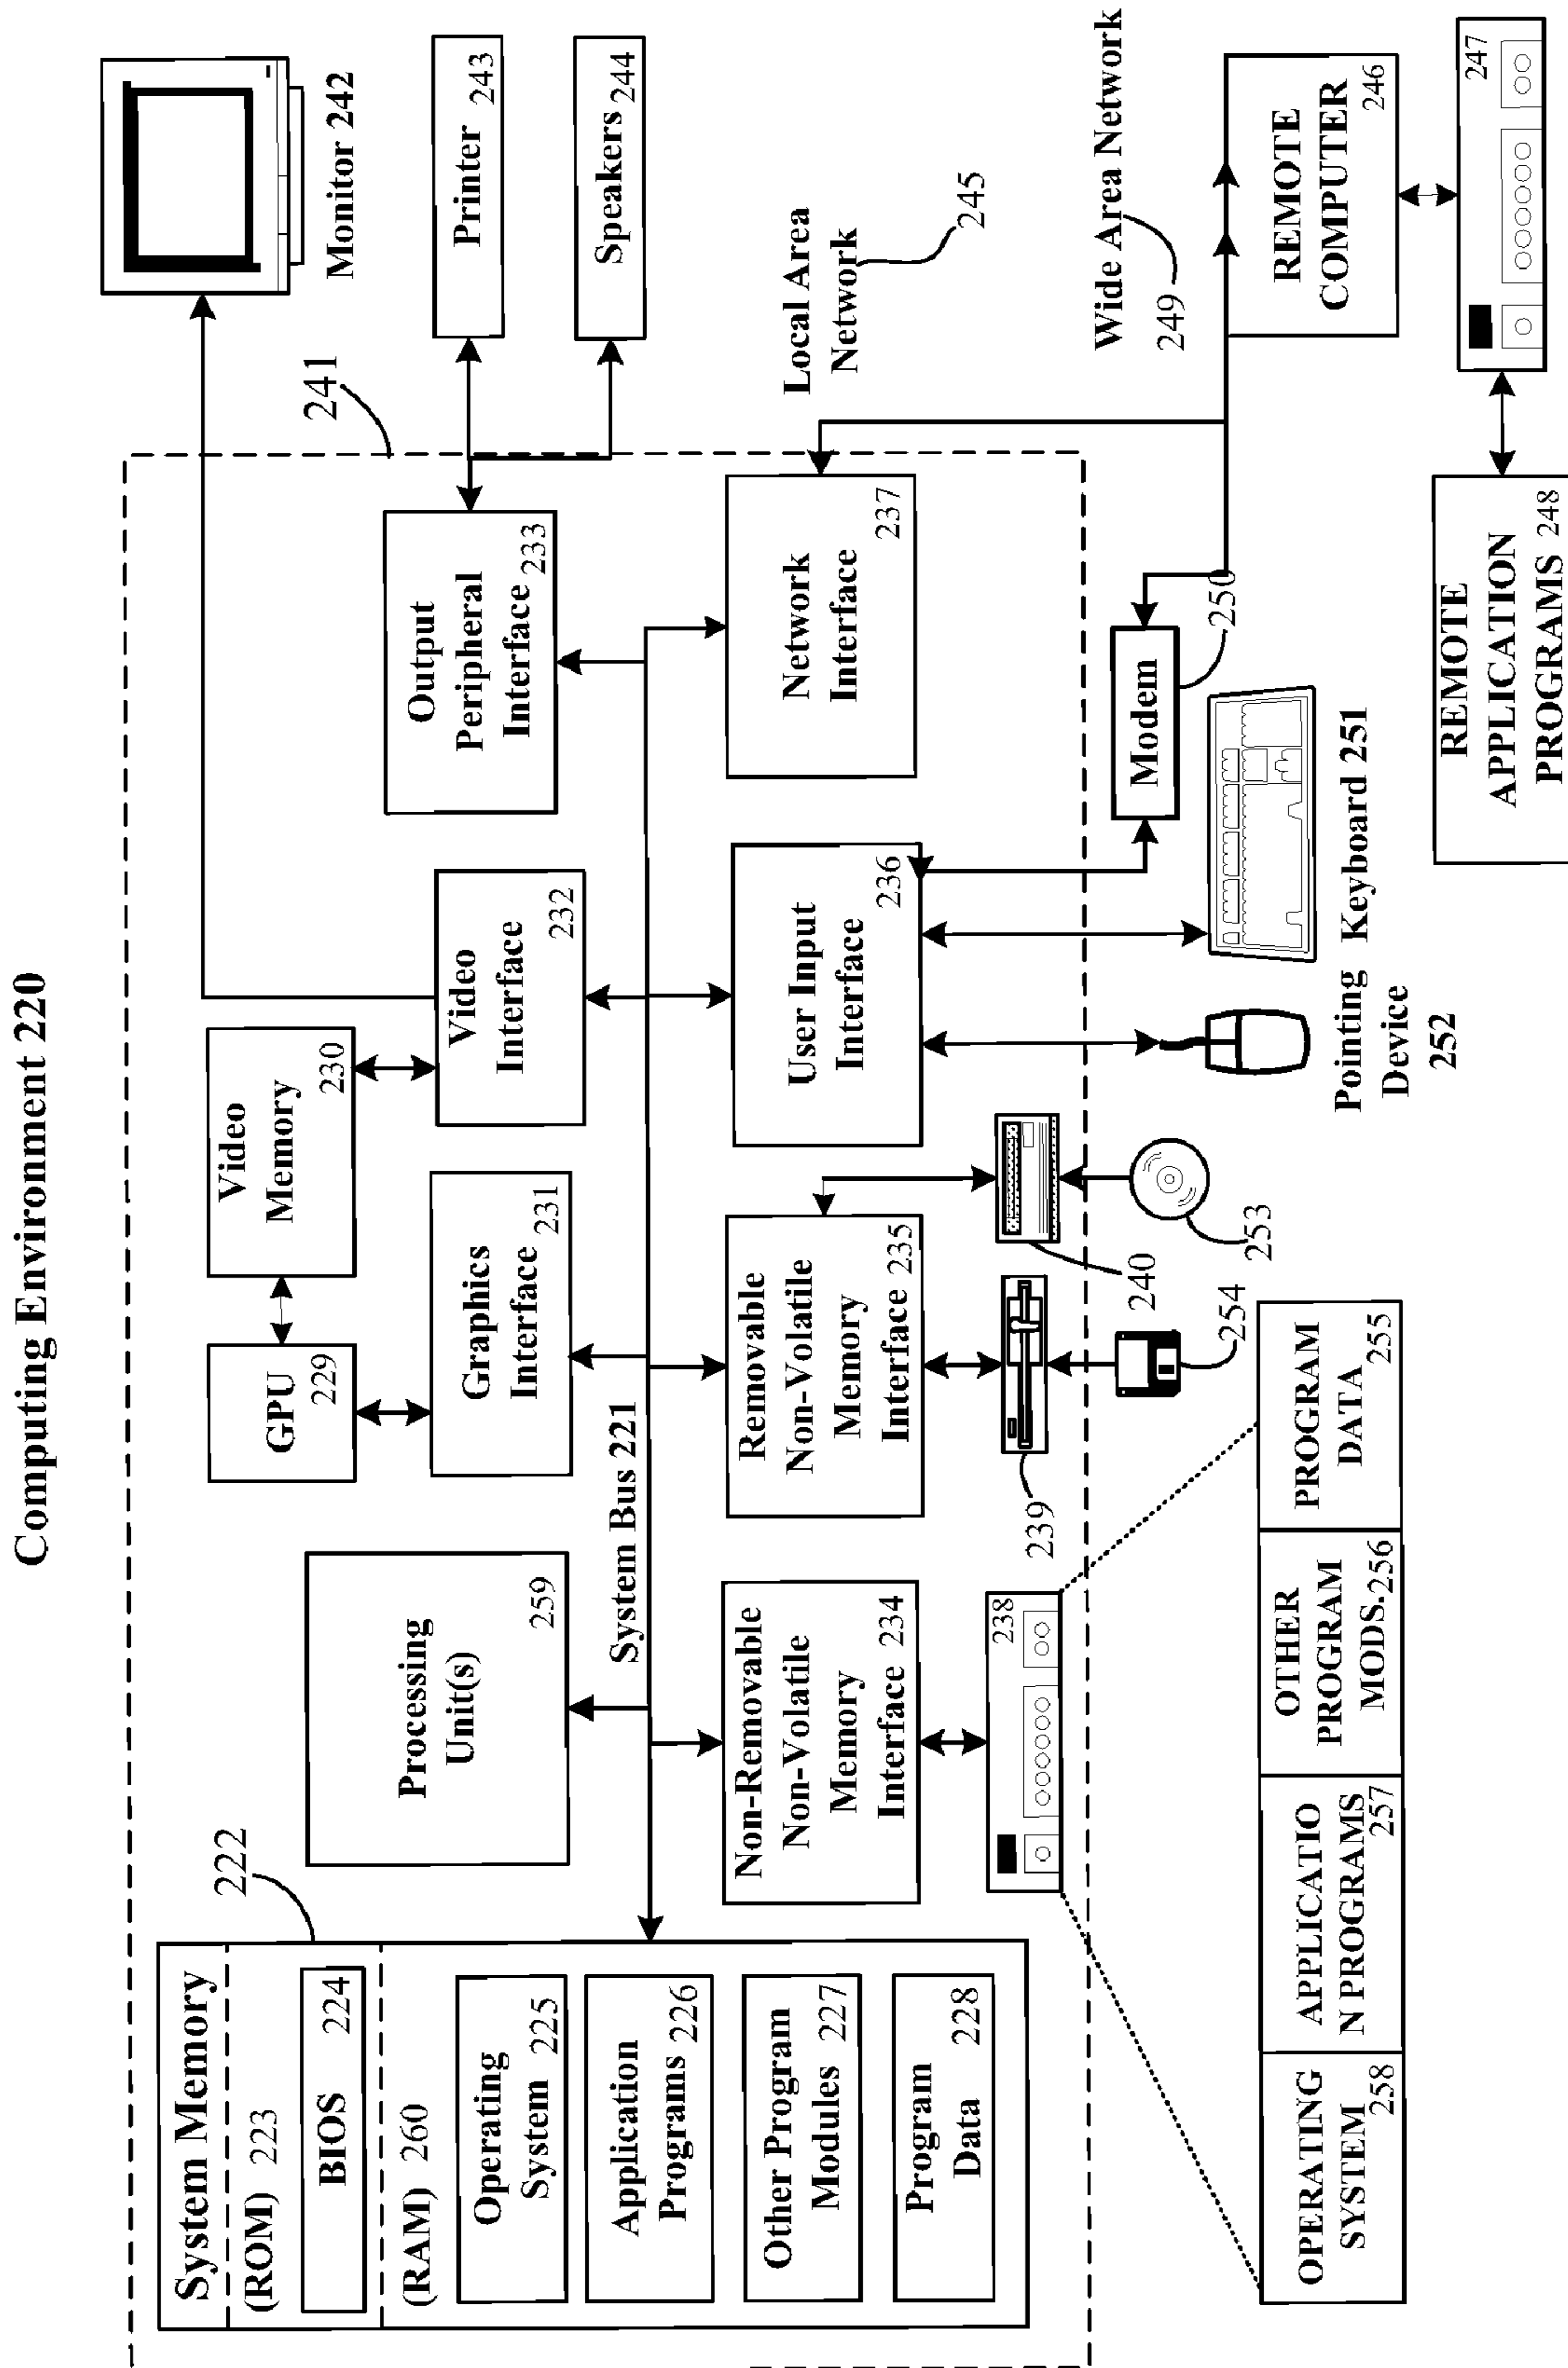 Computing Environment 220
System Memory
(ROM) 223
BIOS 224
(RAM) 260
Operating
System 225
Application
Programs 226
Other Program
Modules 227
Program
Data 228
222
Processing
Unit(s)
259
System Bus 221
GPU
229
Video
Memory
230
Graphics
Interface
231
Video
Interface
232
Output
Peripheral
Interface 233
241
Monitor 242
Printer 243
Speakers 244
Non-Removable
Non-Volatile
Memory
Interface 234
Removable
Non-Volatile
Memory
Interface 235
User Input
Interface
236
Network
Interface
237
Local Area
Network
245
238
239
240
254
253
Modem
250
Wide Area Network
249
Pointing
Device
252
Keyboard 251
REMOTE
COMPUTER
246
247
REMOTE
APPLICATION
PROGRAMS 248
OPERATING
SYSTEM
258
APPLICATIO
N PROGRAMS
257
OTHER
PROGRAM
MODS. 256
PROGRAM
DATA
255